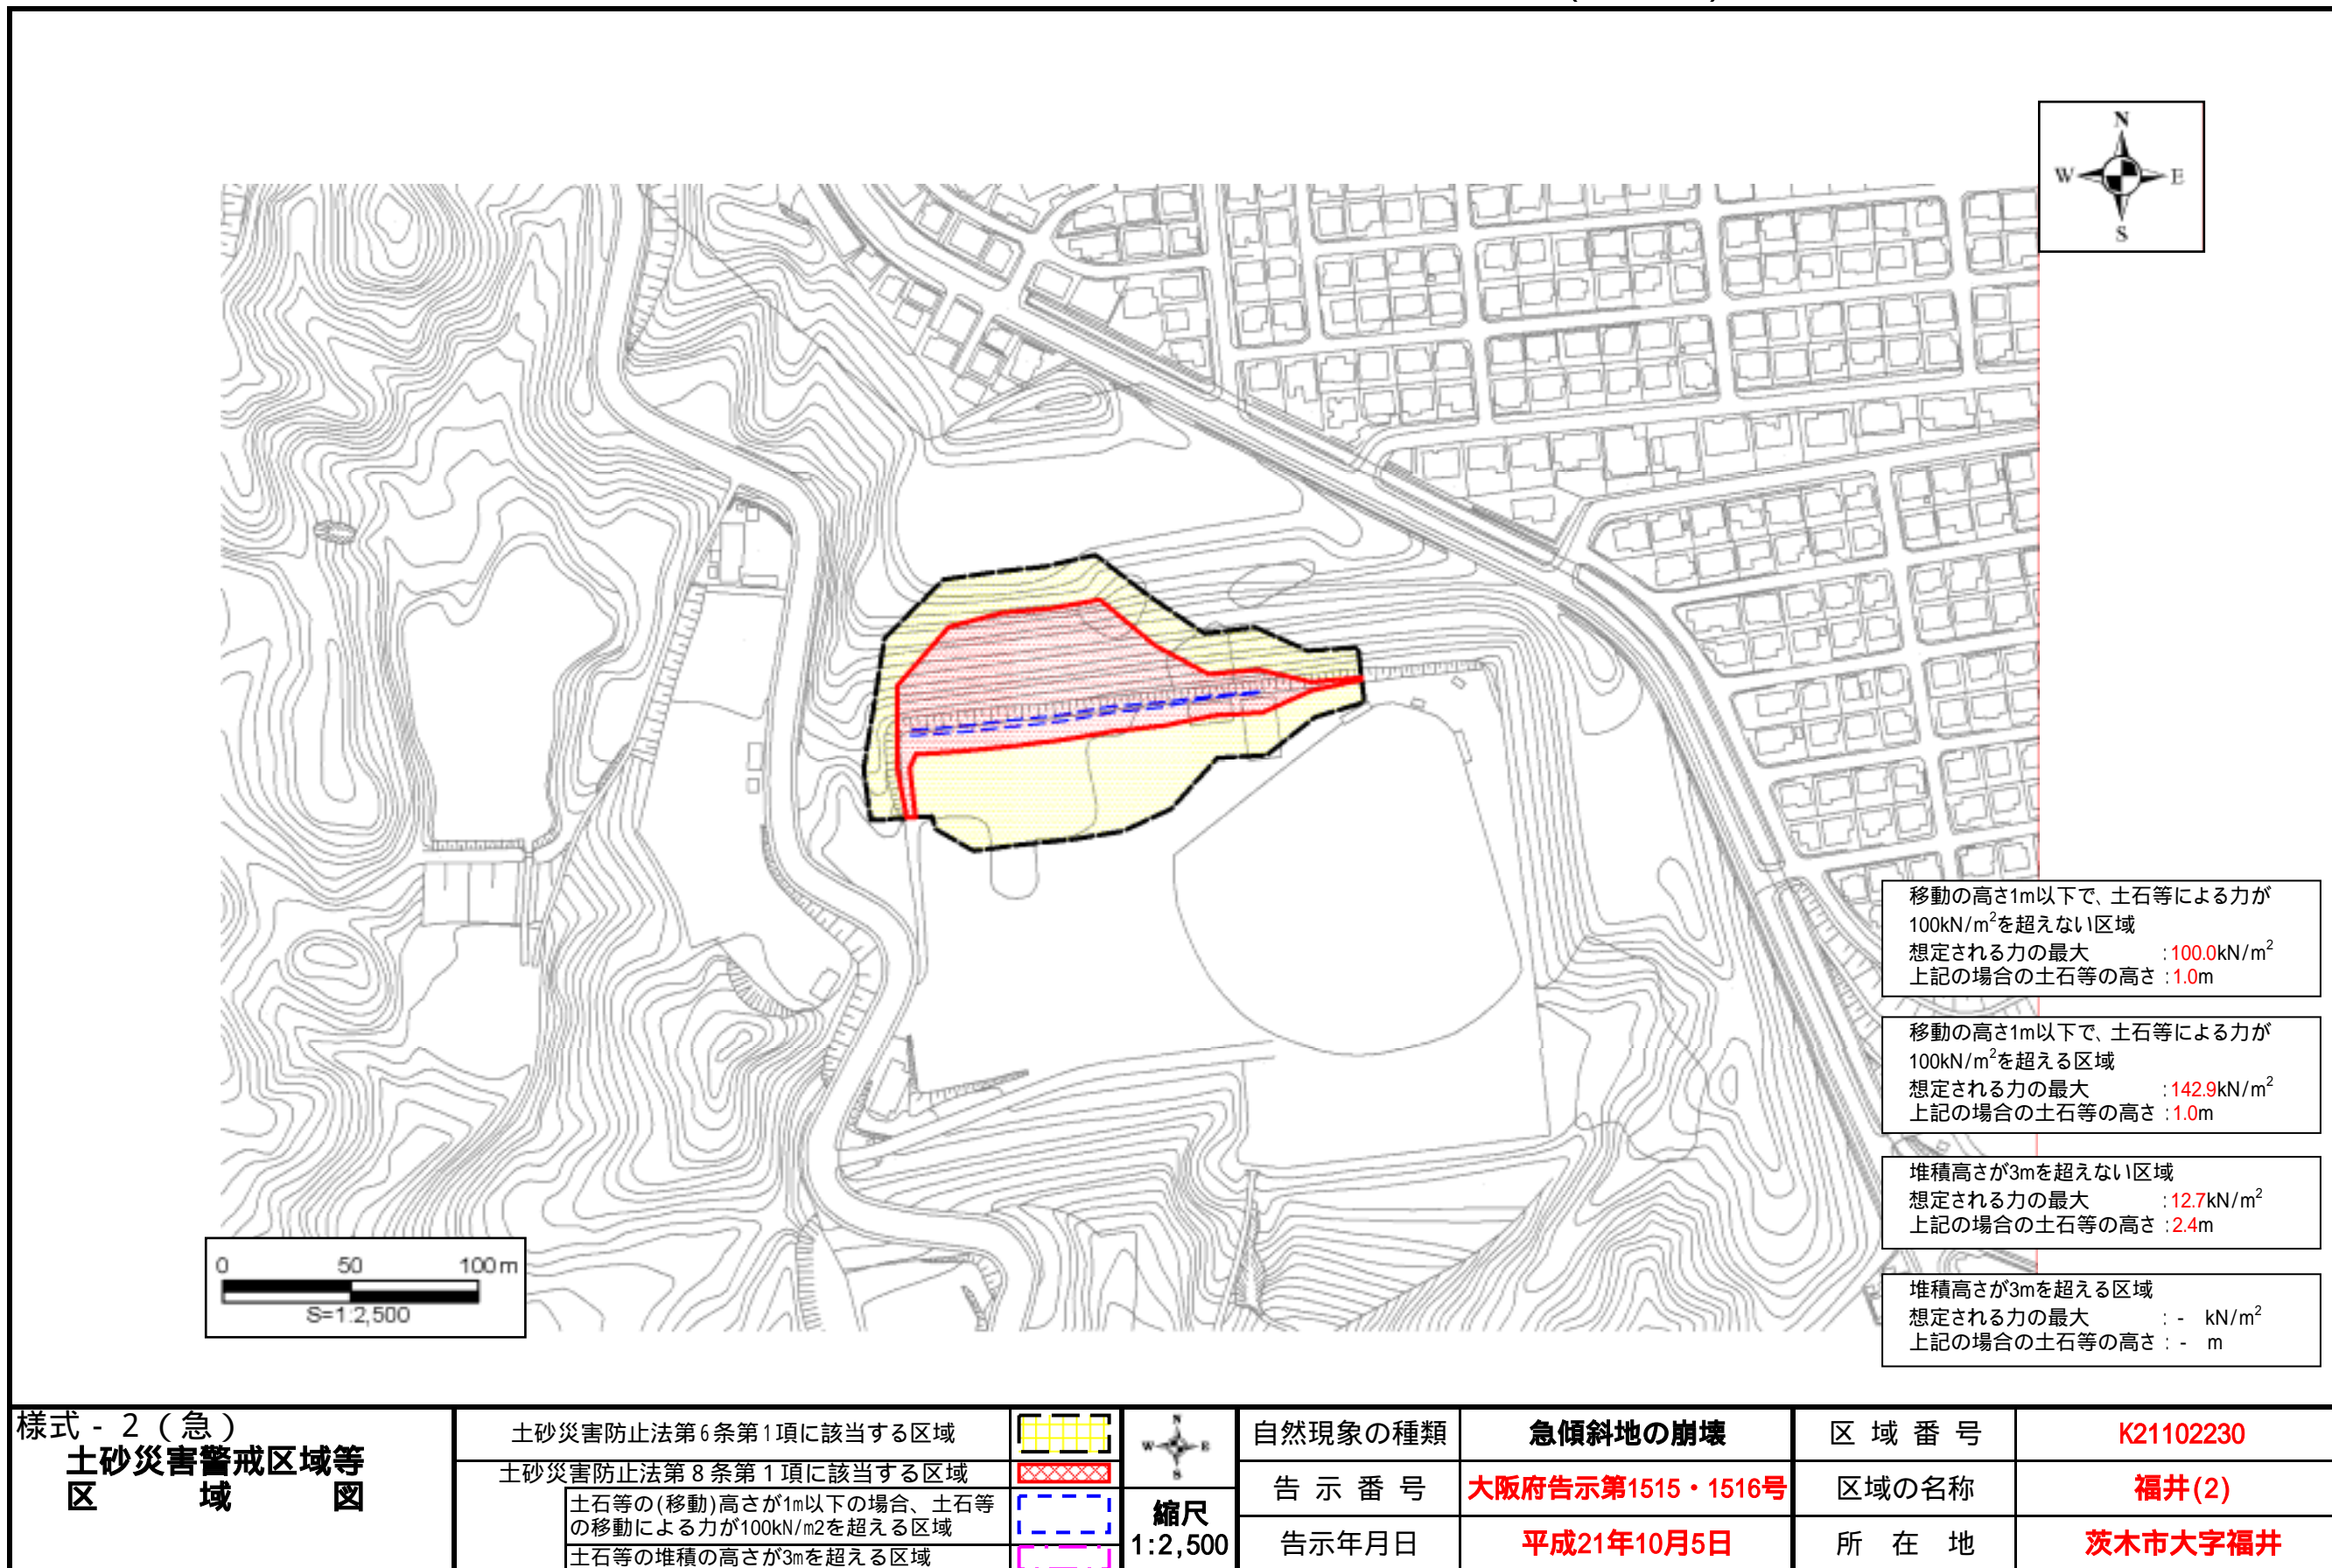 N
W E
S
移動の高さ1m以下で、土石等による力が
100kN/m²を超えない区域
想定される力の最大 :100.0kN/m²
上記の場合の土石等の高さ:1.0m
移動の高さ1m以下で、土石等による力が
100kN/m²を超える区域
想定される力の最大 :142.9kN/m²
上記の場合の土石等の高さ:1.0m
堆積高さが3mを超えない区域
想定される力の最大 :12.7kN/m²
上記の場合の土石等の高さ:2.4m
堆積高さが3mを超える区域
想定される力の最大 : - kN/m²
上記の場合の土石等の高さ: - m
0 50 100m
S=1:2,500
様式-2(急)
土砂災害警戒区域等
区域図
土砂災害防止法第6条第1項に該当する区域
土砂災害防止法第8条第1項に該当する区域
土石等の(移動)高さが1m以下の場合、土石等
の移動による力が100kN/m2を超える区域
土石等の堆積の高さが3mを超える区域
N
W E
S
縮尺
1:2,500
自然現象の種類 急傾斜地の崩壊 区域番号 K21102230
告示番号 大阪府告示第1515・1516号 区域の名称 福井(2)
告示年月日 平成21年10月5日 所在地 茨木市大字福井